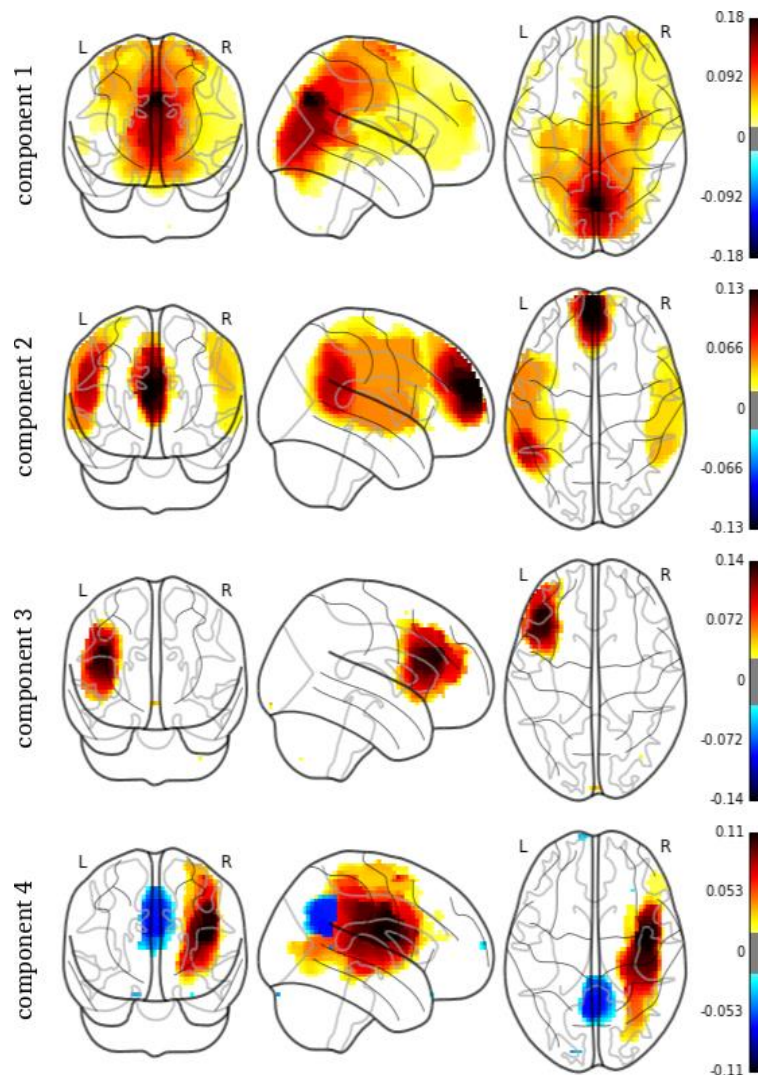 component 1
L R
0.18
0.092
0
-0.092
-0.18
component 2
L R L R
0.13
0.066
0
-0.066
-0.13
component 3
L R L R
0.14
0.072
0
-0.072
-0.14
component 4
L R L R
0.11
0.053
0
-0.053
-0.11